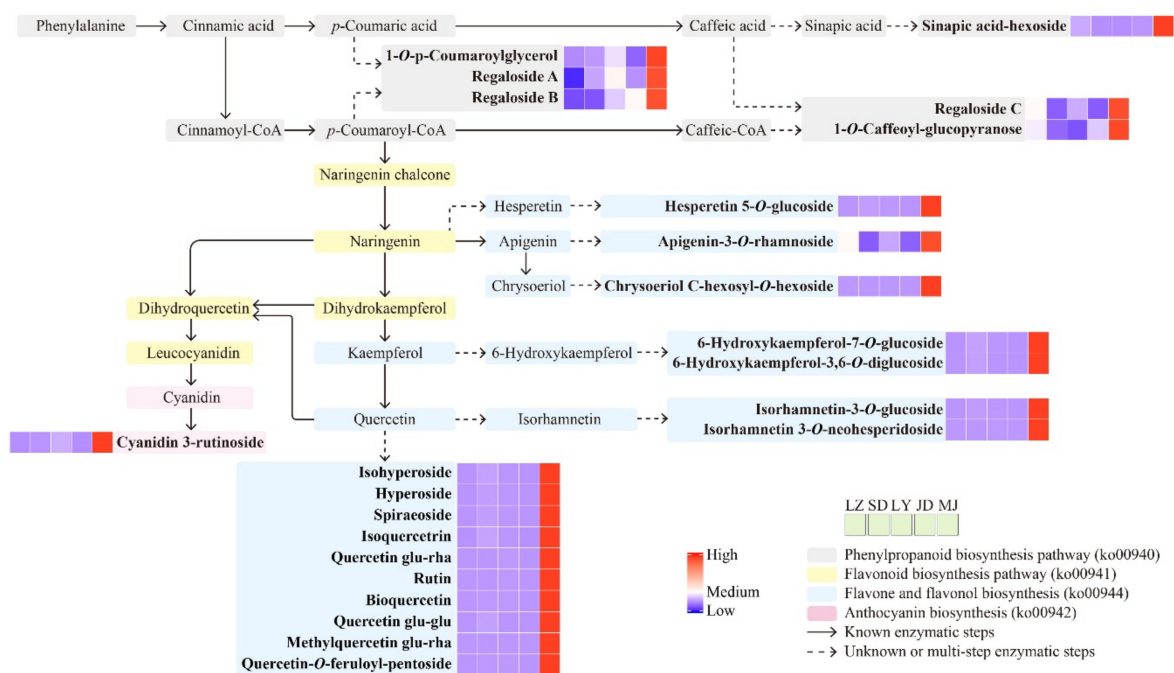 Phenylalanine
Cinnamic acid
p-Coumaric acid
Caffeic acid
Sinapic acid
Sinapic acid-hexoside
1-O-p-Coumaroylglycerol
Regaloside A
Regaloside B
Regaloside C
1-O-Caffeoyl-glucopyranose
Cinnamoyl-CoA
p-Coumaroyl-CoA
Caffeic-CoA
Naringenin chalcone
Hesperetin
Hesperetin 5-O-glucoside
Naringenin
Apigenin
Apigenin-3-O-rhamnoside
Chrysoeriol
Chrysoeriol C-hexosyl-O-hexoside
Dihydroquercetin
Dihydrokaempferol
Leucocyanidin
Kaempferol
6-Hydroxykaempferol
6-Hydroxykaempferol-7-O-glucoside
6-Hydroxykaempferol-3,6-O-diglucoside
Cyanidin
Quercetin
Isorhamnetin
Isorhamnetin-3-O-glucoside
Isorhamnetin 3-O-neohesperidoside
Cyanidin 3-rutinoside
Isohyperoside
Hyperoside
Spiraeoside
Isoquercetrin
Quercetin glu-rha
Rutin
Bioquercetin
Quercetin glu-glu
Methylquercetin glu-rha
Quercetin-O-feruloyl-pentoside
High
Medium
Low
LZ SD LY JD MJ
Phenylpropanoid biosynthesis pathway (ko00940)
Flavonoid biosynthesis pathway (ko00941)
Flavone and flavonol biosynthesis (ko00944)
Anthocyanin biosynthesis (ko00942)
Known enzymatic steps
Unknown or multi-step enzymatic steps